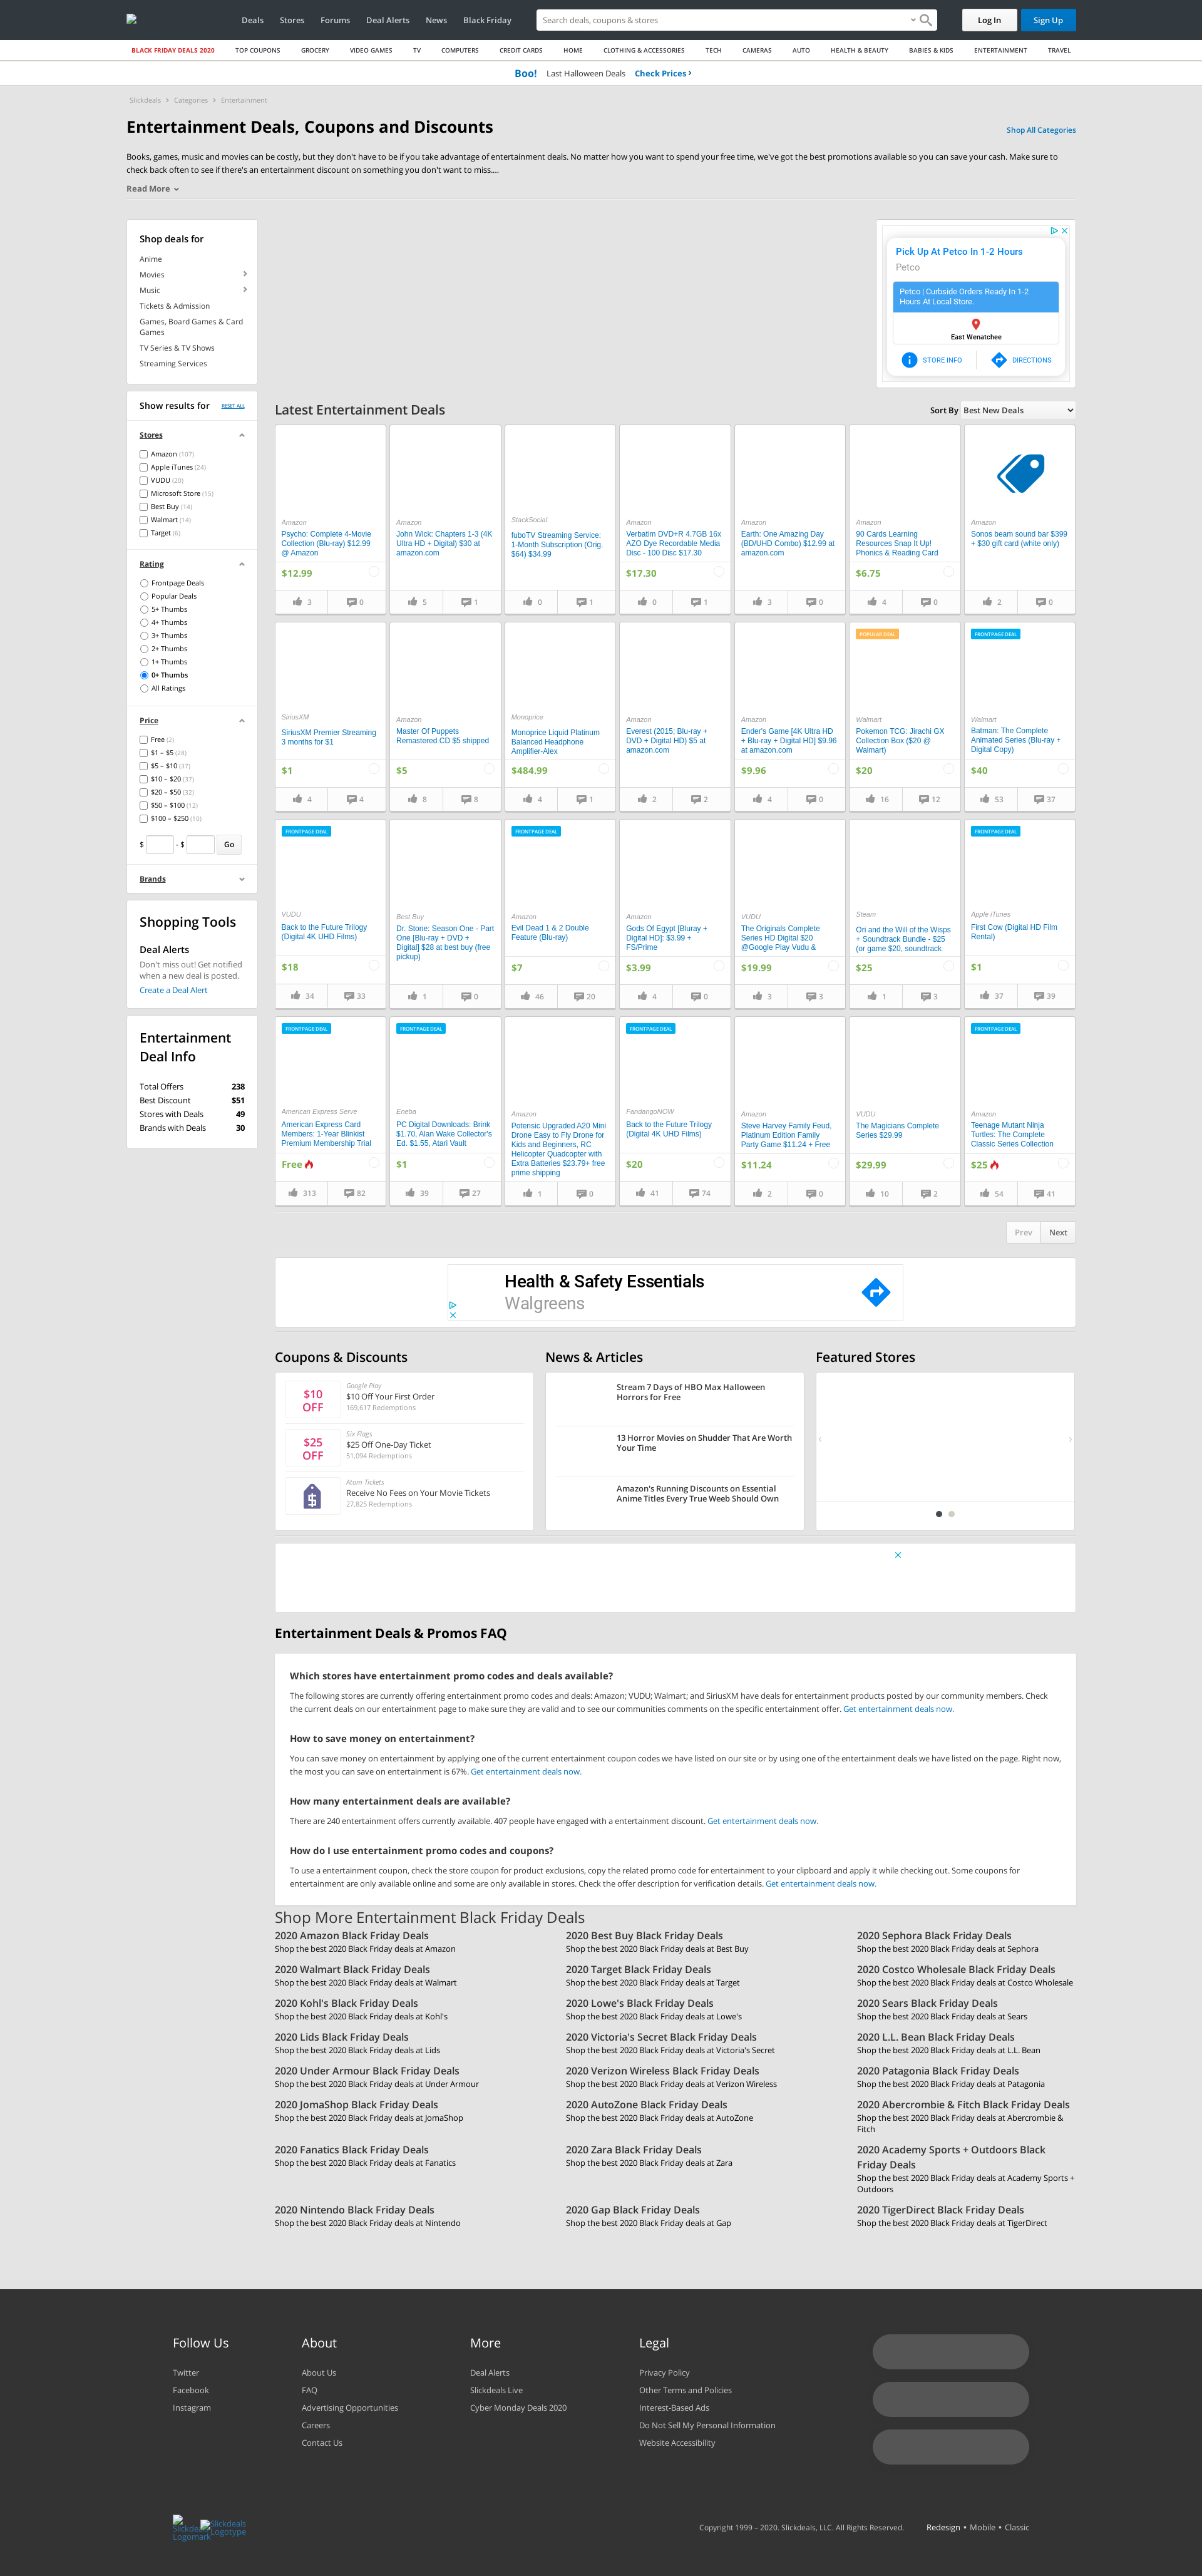 Deals Stores Forums Deal Alerts News Black Friday
Search deals, coupons & stores
Log In
Sign Up
BLACK FRIDAY DEALS 2020 TOP COUPONS GROCERY VIDEO GAMES TV COMPUTERS CREDIT CARDS HOME CLOTHING & ACCESSORIES TECH CAMERAS AUTO HEALTH & BEAUTY BABIES & KIDS ENTERTAINMENT TRAVEL
Boo! Last Halloween Deals Check Prices
Slickdeals Categories Entertainment
Entertainment Deals, Coupons and Discounts
Shop All Categories
Books, games, music and movies can be costly, but they don't have to be if you take advantage of entertainment deals. No matter how you want to spend your free time, we've got the best promotions available so you can save your cash. Make sure to
check back often to see if there's an entertainment discount on something you don't want to miss....
Read More
Shop deals for
Anime
Movies
Music
Tickets & Admission
Games, Board Games & Card
Games
TV Series & TV Shows
Streaming Services
Pick Up At Petco In 1-2 Hours
Petco
Petco | Curbside Orders Ready In 1-2
Hours At Local Store.
East Wenatchee
STORE INFO
DIRECTIONS
Show results for
RESET ALL
Stores
Amazon (107)
Apple iTunes (24)
VUDU (20)
Microsoft Store (15)
Best Buy (14)
Walmart (14)
Target (6)
Rating
Frontpage Deals
Popular Deals
5+ Thumbs
4+ Thumbs
3+ Thumbs
2+ Thumbs
1+ Thumbs
0+ Thumbs
All Ratings
Price
Free (2)
$1 – $5 (28)
$5 – $10 (37)
$10 – $20 (37)
$20 – $50 (32)
$50 – $100 (12)
$100 – $250 (10)
$ - $ Go
Brands
Shopping Tools
Deal Alerts
Don't miss out! Get notified
when a new deal is posted.
Create a Deal Alert
Entertainment
Deal Info
Total Offers 238
Best Discount $51
Stores with Deals 49
Brands with Deals 30
Latest Entertainment Deals
Sort By Best New Deals
Amazon
Psycho: Complete 4-Movie
Collection (Blu-ray) $12.99
@ Amazon
$12.99
3 0
Amazon
John Wick: Chapters 1-3 (4K
Ultra HD + Digital) $30 at
amazon.com
5 1
StackSocial
fuboTV Streaming Service:
1-Month Subscription (Orig.
$64) $34.99
0 1
Amazon
Verbatim DVD+R 4.7GB 16x
AZO Dye Recordable Media
Disc - 100 Disc $17.30
$17.30
0 1
Amazon
Earth: One Amazing Day
(BD/UHD Combo) $12.99 at
amazon.com
3 0
Amazon
90 Cards Learning
Resources Snap It Up!
Phonics & Reading Card
$6.75
4 0
Amazon
Sonos beam sound bar $399
+ $30 gift card (white only)
2 0
SiriusXM
SiriusXM Premier Streaming
3 months for $1
$1
4 4
Amazon
Master Of Puppets
Remastered CD $5 shipped
$5
8 8
Monoprice
Monoprice Liquid Platinum
Balanced Headphone
Amplifier-Alex
$484.99
4 1
Amazon
Everest (2015; Blu-ray +
DVD + Digital HD) $5 at
amazon.com
2 2
Amazon
Ender's Game [4K Ultra HD
+ Blu-ray + Digital HD] $9.96
at amazon.com
$9.96
4 0
POPULAR DEAL
Walmart
Pokemon TCG: Jirachi GX
Collection Box ($20 @
Walmart)
$20
16 12
FRONTPAGE DEAL
Walmart
Batman: The Complete
Animated Series (Blu-ray +
Digital Copy)
$40
53 37
FRONTPAGE DEAL
VUDU
Back to the Future Trilogy
(Digital 4K UHD Films)
$18
34 33
Best Buy
Dr. Stone: Season One - Part
One [Blu-ray + DVD +
Digital] $28 at best buy (free
pickup)
1 0
FRONTPAGE DEAL
Amazon
Evil Dead 1 & 2 Double
Feature (Blu-ray)
$7
46 20
Amazon
Gods Of Egypt [Bluray +
Digital HD]: $3.99 +
FS/Prime
$3.99
4 0
VUDU
The Originals Complete
Series HD Digital $20
@Google Play Vudu &
$19.99
3 3
Steam
Ori and the Will of the Wisps
+ Soundtrack Bundle - $25
(or game $20, soundtrack
$25
1 3
FRONTPAGE DEAL
Apple iTunes
First Cow (Digital HD Film
Rental)
$1
37 39
FRONTPAGE DEAL
American Express Serve
American Express Card
Members: 1-Year Blinkist
Premium Membership Trial
Free
313 82
FRONTPAGE DEAL
Eneba
PC Digital Downloads: Brink
$1.70, Alan Wake Collector's
Ed. $1.55, Atari Vault
$1
39 27
Amazon
Potensic Upgraded A20 Mini
Drone Easy to Fly Drone for
Kids and Beginners, RC
Helicopter Quadcopter with
Extra Batteries $23.79+ free
prime shipping
1 0
FRONTPAGE DEAL
FandangoNOW
Back to the Future Trilogy
(Digital 4K UHD Films)
$20
41 74
Amazon
Steve Harvey Family Feud,
Platinum Edition Family
Party Game $11.24 + Free
$11.24
2 0
VUDU
The Magicians Complete
Series $29.99
$29.99
10 2
FRONTPAGE DEAL
Amazon
Teenage Mutant Ninja
Turtles: The Complete
Classic Series Collection
$25
54 41
Prev Next
Health & Safety Essentials
Walgreens
Coupons & Discounts
$10
OFF
Google Play
$10 Off Your First Order
169,617 Redemptions
$25
OFF
Six Flags
$25 Off One-Day Ticket
51,094 Redemptions
Atom Tickets
Receive No Fees on Your Movie Tickets
27,825 Redemptions
News & Articles
Stream 7 Days of HBO Max Halloween
Horrors for Free
13 Horror Movies on Shudder That Are Worth
Your Time
Amazon's Running Discounts on Essential
Anime Titles Every True Weeb Should Own
Featured Stores
Entertainment Deals & Promos FAQ
Which stores have entertainment promo codes and deals available?
The following stores are currently offering entertainment promo codes and deals: Amazon; VUDU; Walmart; and SiriusXM have deals for entertainment products posted by our community members. Check
the current deals on our entertainment page to make sure they are valid and to see our communities comments on the specific entertainment offer. Get entertainment deals now.
How to save money on entertainment?
You can save money on entertainment by applying one of the current entertainment coupon codes we have listed on our site or by using one of the entertainment deals we have listed on the page. Right now,
the most you can save on entertainment is 67%. Get entertainment deals now.
How many entertainment deals are available?
There are 240 entertainment offers currently available. 407 people have engaged with a entertainment discount. Get entertainment deals now.
How do I use entertainment promo codes and coupons?
To use a entertainment coupon, check the store coupon for product exclusions, copy the related promo code for entertainment to your clipboard and apply it while checking out. Some coupons for
entertainment are only available online and some are only available in stores. Check the offer description for verification details. Get entertainment deals now.
Shop More Entertainment Black Friday Deals
2020 Amazon Black Friday Deals
Shop the best 2020 Black Friday deals at Amazon
2020 Best Buy Black Friday Deals
Shop the best 2020 Black Friday deals at Best Buy
2020 Sephora Black Friday Deals
Shop the best 2020 Black Friday deals at Sephora
2020 Walmart Black Friday Deals
Shop the best 2020 Black Friday deals at Walmart
2020 Target Black Friday Deals
Shop the best 2020 Black Friday deals at Target
2020 Costco Wholesale Black Friday Deals
Shop the best 2020 Black Friday deals at Costco Wholesale
2020 Kohl's Black Friday Deals
Shop the best 2020 Black Friday deals at Kohl's
2020 Lowe's Black Friday Deals
Shop the best 2020 Black Friday deals at Lowe's
2020 Sears Black Friday Deals
Shop the best 2020 Black Friday deals at Sears
2020 Lids Black Friday Deals
Shop the best 2020 Black Friday deals at Lids
2020 Victoria's Secret Black Friday Deals
Shop the best 2020 Black Friday deals at Victoria's Secret
2020 L.L. Bean Black Friday Deals
Shop the best 2020 Black Friday deals at L.L. Bean
2020 Under Armour Black Friday Deals
Shop the best 2020 Black Friday deals at Under Armour
2020 Verizon Wireless Black Friday Deals
Shop the best 2020 Black Friday deals at Verizon Wireless
2020 Patagonia Black Friday Deals
Shop the best 2020 Black Friday deals at Patagonia
2020 JomaShop Black Friday Deals
Shop the best 2020 Black Friday deals at JomaShop
2020 AutoZone Black Friday Deals
Shop the best 2020 Black Friday deals at AutoZone
2020 Abercrombie & Fitch Black Friday Deals
Shop the best 2020 Black Friday deals at Abercrombie &
Fitch
2020 Fanatics Black Friday Deals
Shop the best 2020 Black Friday deals at Fanatics
2020 Zara Black Friday Deals
Shop the best 2020 Black Friday deals at Zara
2020 Academy Sports + Outdoors Black
Friday Deals
Shop the best 2020 Black Friday deals at Academy Sports +
Outdoors
2020 Nintendo Black Friday Deals
Shop the best 2020 Black Friday deals at Nintendo
2020 Gap Black Friday Deals
Shop the best 2020 Black Friday deals at Gap
2020 TigerDirect Black Friday Deals
Shop the best 2020 Black Friday deals at TigerDirect
Follow Us
Twitter
Facebook
Instagram
About
About Us
FAQ
Advertising Opportunities
Careers
Contact Us
More
Deal Alerts
Slickdeals Live
Cyber Monday Deals 2020
Legal
Privacy Policy
Other Terms and Policies
Interest-Based Ads
Do Not Sell My Personal Information
Website Accessibility
Slickdeals
Logotype
Logomark
Copyright 1999 – 2020. Slickdeals, LLC. All Rights Reserved.
Redesign • Mobile • Classic